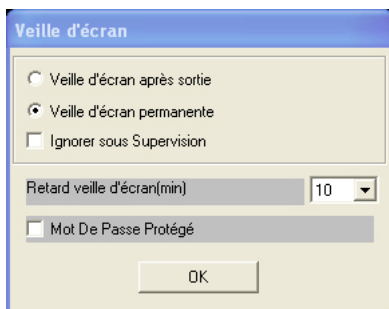 Veille d'écran
Veille d'écran après sortie
Veille d'écran permanente
Ignorer sous Supervision
Retard veille d'écran(min) 10
Mot De Passe Protégé
OK